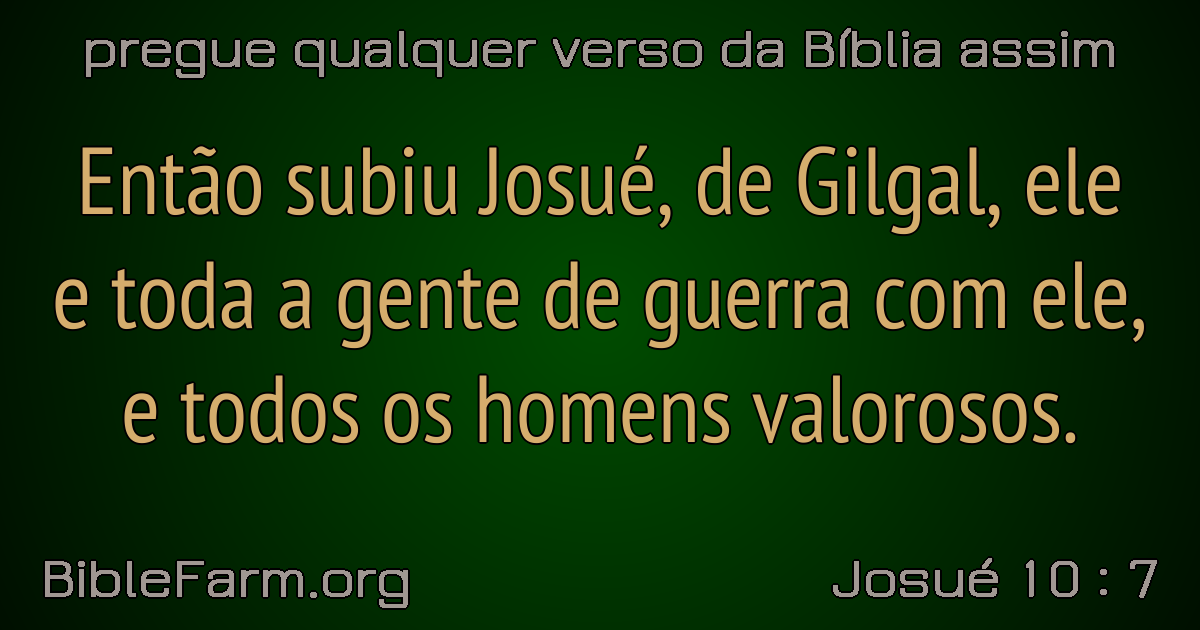 pregue qualquer verso da Bíblia assim
Então subiu Josué, de Gilgal, ele
e toda a gente de guerra com ele,
e todos os homens valorosos.
BibleFarm.org
Josué 10 : 7